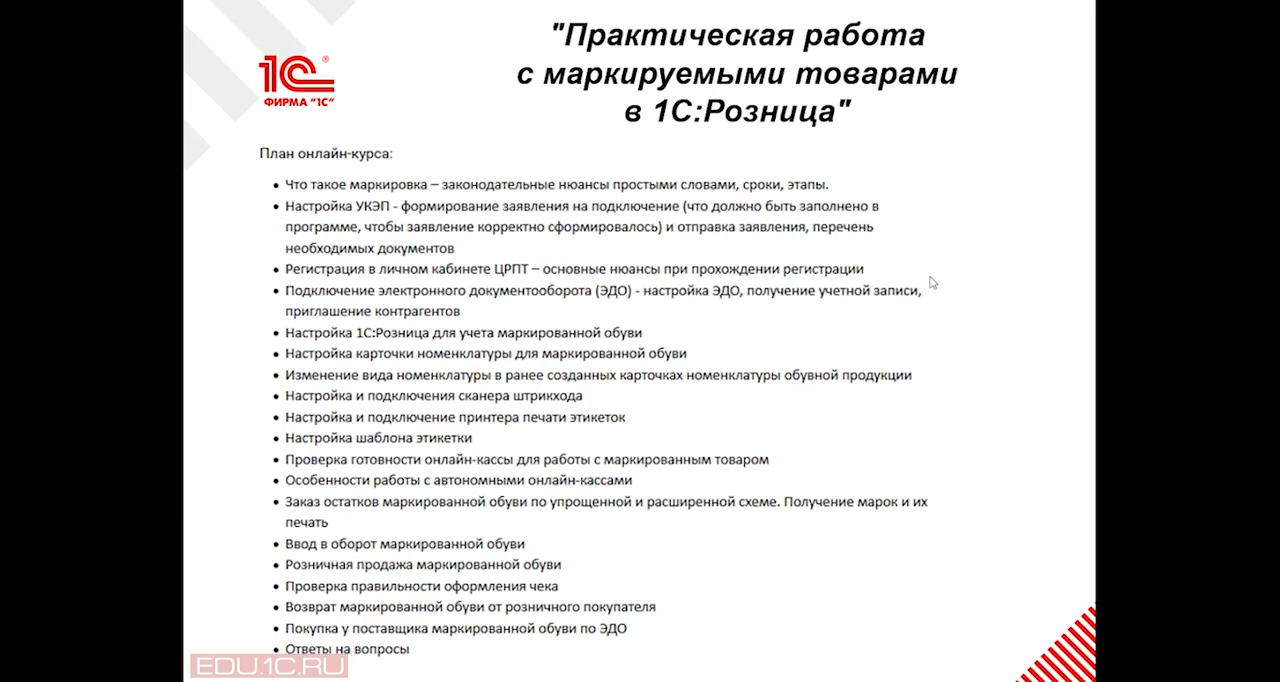 "Практическая работа
с маркируемыми товарами
в 1С:Розница"
1С®
ФИРМА "1С"
План онлайн-курса:
• Что такое маркировка – законодательные нюансы простыми словами, сроки, этапы.
• Настройка УКЭП - формирование заявления на подключение (что должно быть заполнено в
программе, чтобы заявление корректно сформировалось) и отправка заявления, перечень
необходимых документов
• Регистрация в личном кабинете ЦРПТ – основные нюансы при прохождении регистрации
• Подключение электронного документооборота (ЭДО) - настройка ЭДО, получение учетной записи,
приглашение контрагентов
• Настройка 1С:Розница для учета маркированной обуви
• Настройка карточки номенклатуры для маркированной обуви
• Изменение вида номенклатуры в ранее созданных карточках номенклатуры обувной продукции
• Настройка и подключения сканера штрихкода
• Настройка и подключение принтера печати этикеток
• Настройка шаблона этикетки
• Проверка готовности онлайн-кассы для работы с маркированным товаром
• Особенности работы с автономными онлайн-кассами
• Заказ остатков маркированной обуви по упрощенной и расширенной схеме. Получение марок и их
печать
• Ввод в оборот маркированной обуви
• Розничная продажа маркированной обуви
• Проверка правильности оформления чека
• Возврат маркированной обуви от розничного покупателя
• Покупка у поставщика маркированной обуви по ЭДО
• Ответы на вопросы
EDU.1C.RU